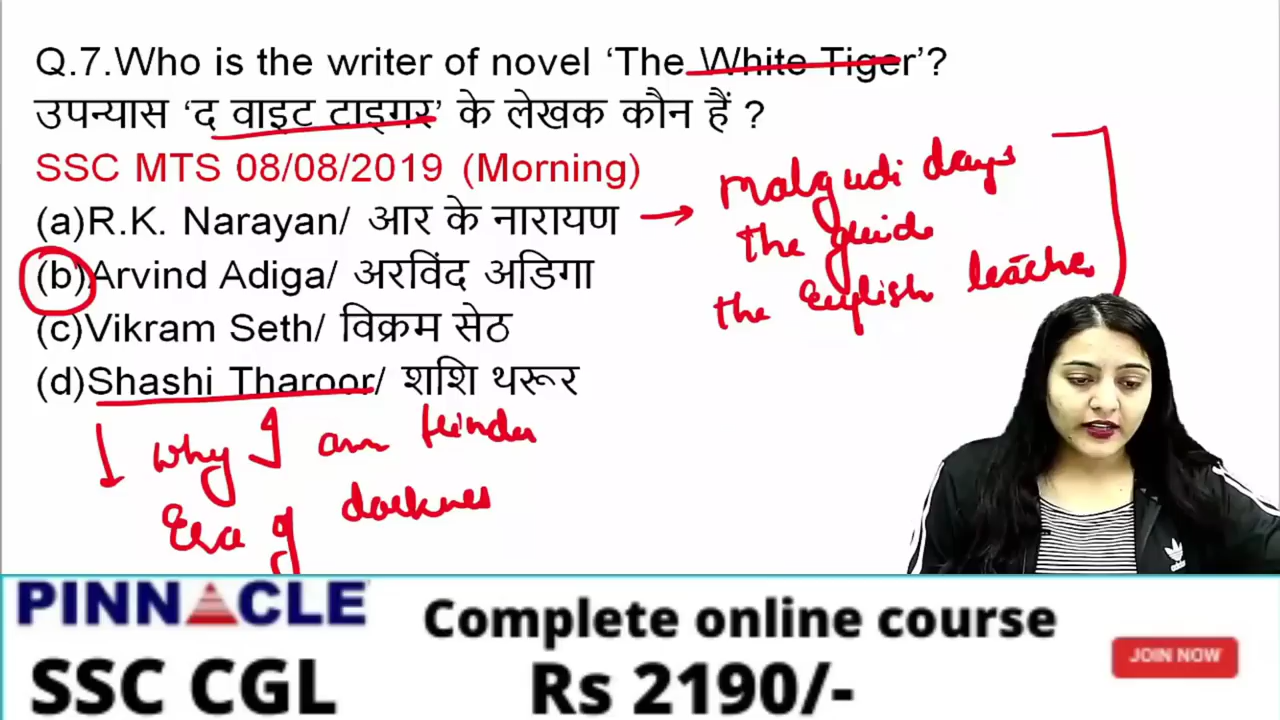 Q.7.Who is the writer of novel ‘The White Tiger’?
उपन्यास ‘द वाइट टाइगर’ के लेखक कौन हैं ?
SSC MTS 08/08/2019 (Morning)
(a)R.K. Narayan/ आर के नारायण
(b)Arvind Adiga/ अरविंद अडिगा
(c)Vikram Seth/ विक्रम सेठ
(d)Shashi Tharoor/ शशि थरूर
Malgudi days
the guide
the English teacher
Why I am hindu
Era of darkness
PINNACLE
SSC CGL
Complete online course
Rs 2190/-
JOIN NOW